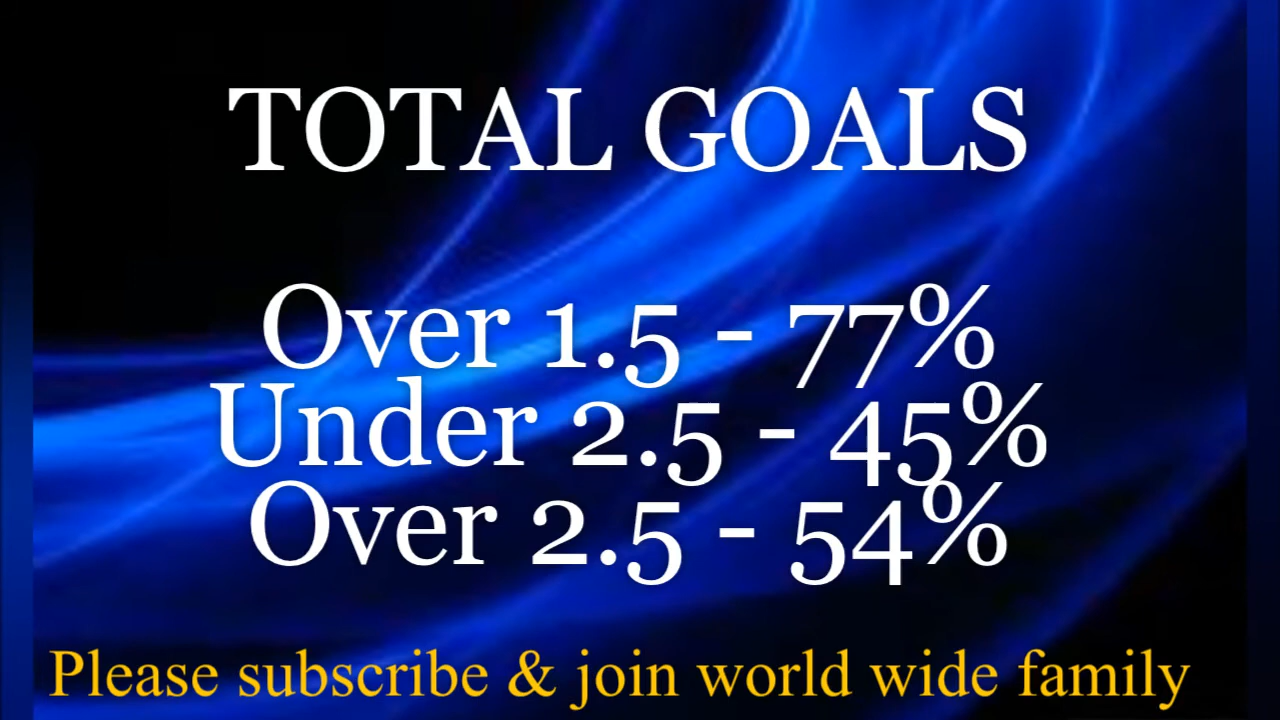 TOTAL GOALS
Over 1.5 - 77%
Under 2.5 - 45%
Over 2.5 - 54%
Please subscribe & join world wide family